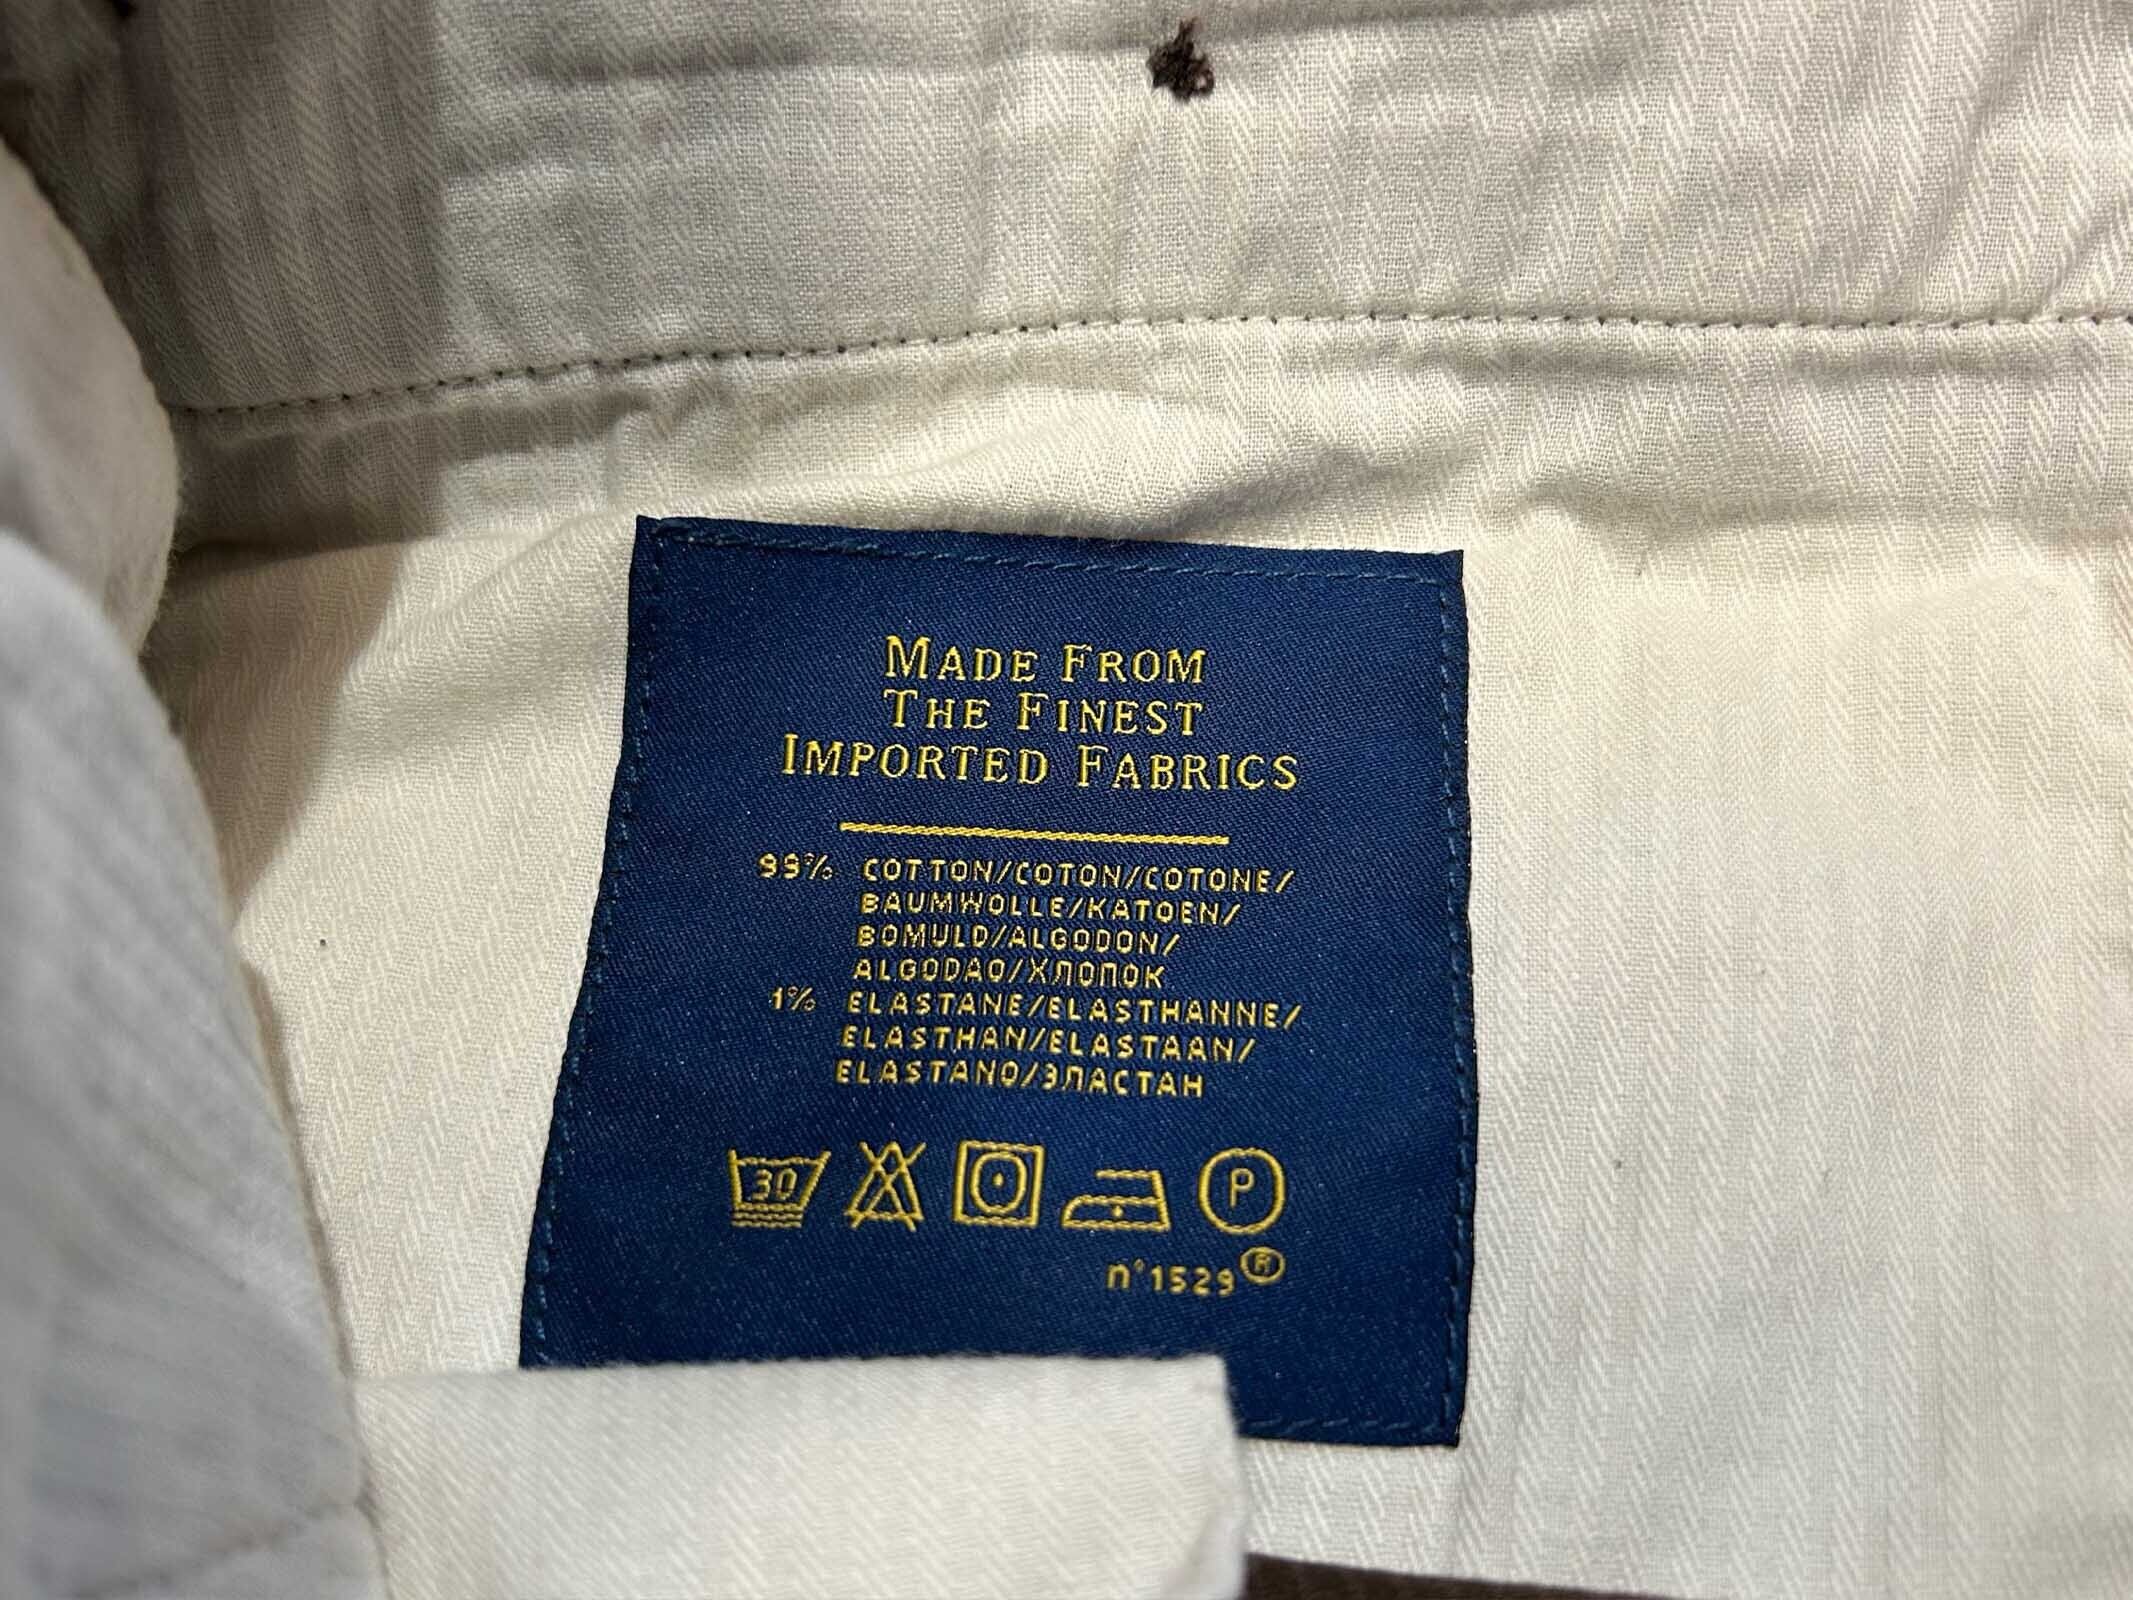 MADE FROM
THE FINEST
IMPORTED FABRICS
99% COTTON/COTON/COTONE/
BAUMWOLLE/KATOEN/
BOMULD/ALGODON/
ALGODAO/ХЛОПОК
1% ELASTANE/ELASTHANNE/
ELASTHAN/ELASTAAN/
ELASTANO/ЭЛАСТАН
30 P
n°1529®